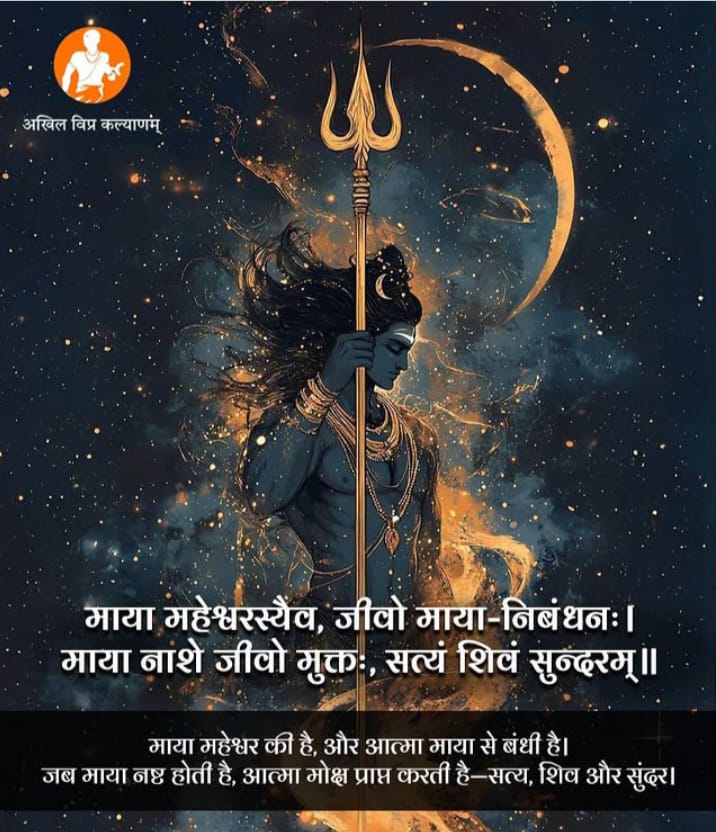 अखिल विप्र कल्याणम्
माया महेश्वरस्यैव, जीवो माया-निबंधनः।
माया नाशे जीवो मुक्तः, सत्यं शिवं सुन्दरम्॥
माया महेश्वर की है, और आत्मा माया से बंधी है।
जब माया नष्ट होती है, आत्मा मोक्ष प्राप्त करती है—सत्य, शिव और सुंदर।